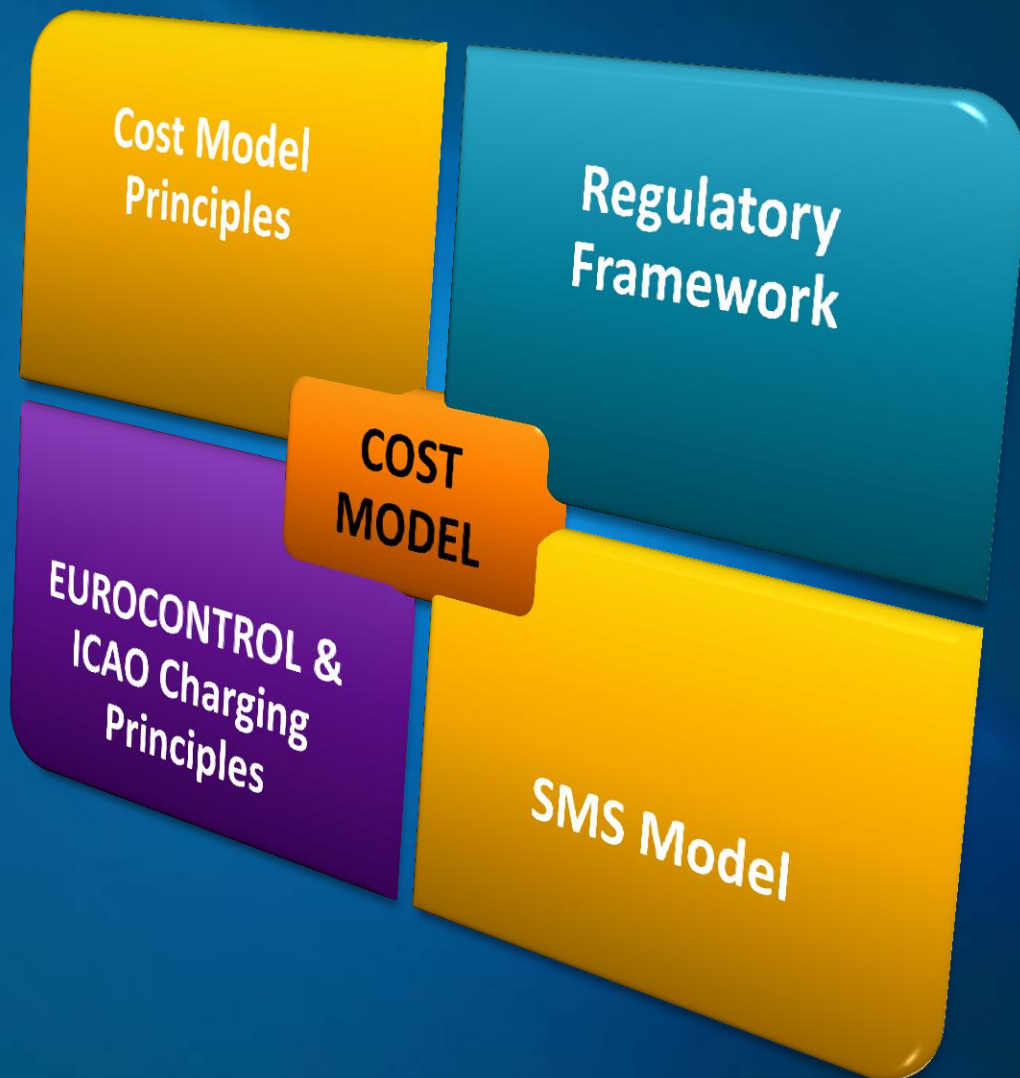 Cost Model
Principles
Regulatory
Framework
COST
MODEL
EUROCONTROL &
ICAO Charging
Principles
SMS Model